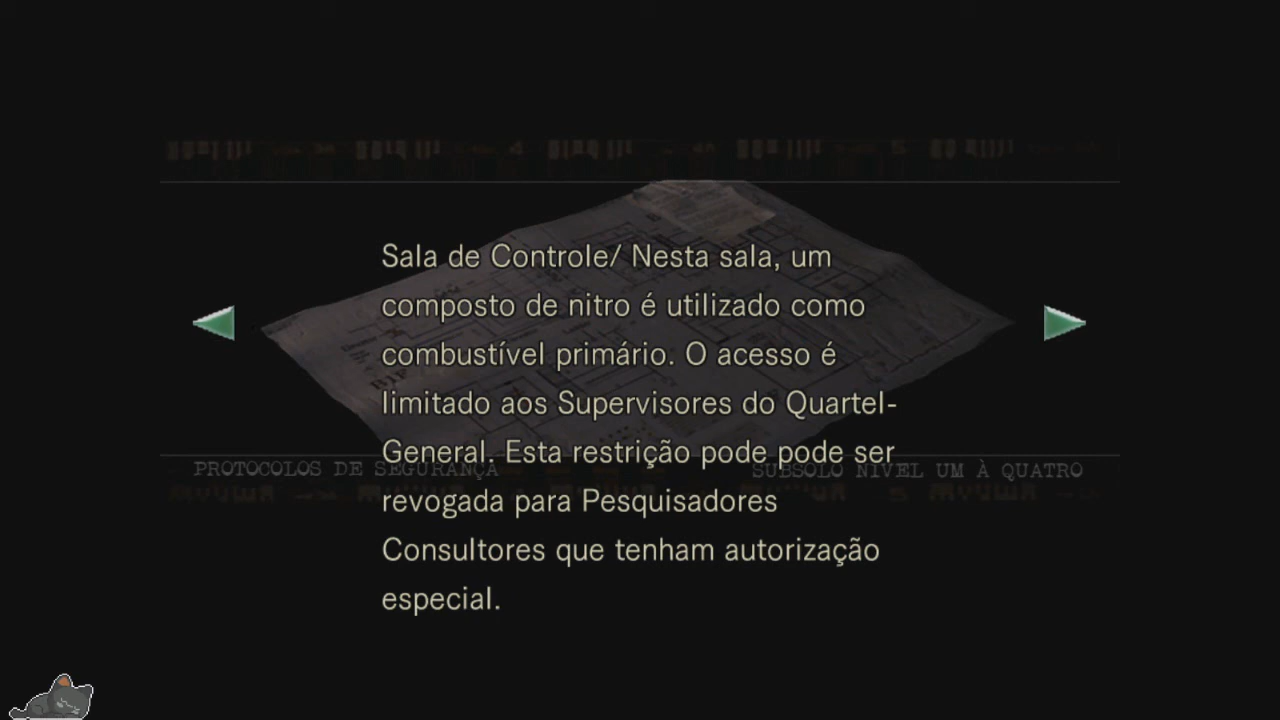 Sala de Controle/ Nesta sala, um
composto de nitro é utilizado como
combustível primário. O acesso é
limitado aos Supervisores do Quartel-
General. Esta restrição pode pode ser
revogada para Pesquisadores
Consultores que tenham autorização
especial.
PROTOCOLOS DE SEGURANÇA
SUBSOLO NÍVEL UM À QUATRO